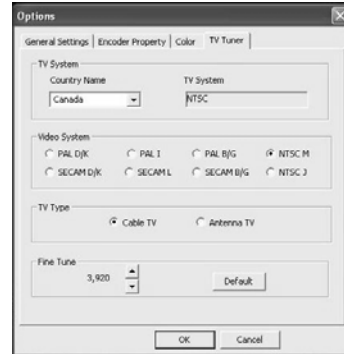 Options
General Settings Encoder Property Color TV Tuner
TV System
Country Name TV System
Canada NTSC
Video System
PAL D/K PAL I PAL B/G NTSC M
SECAM D/K SECAM L SECAM B/G NTSC J
TV Type
Cable TV Antenna TV
Fine Tune
3,920 Default
OK Cancel